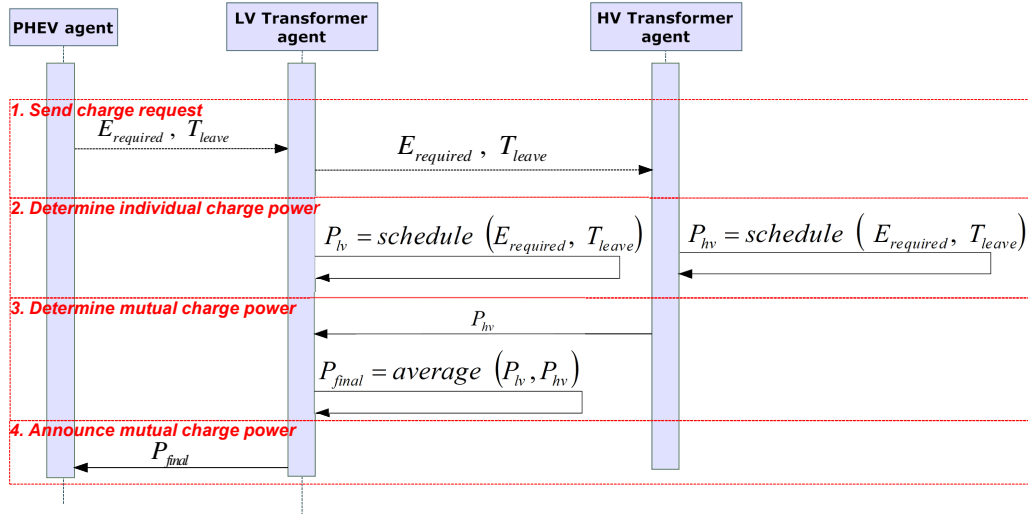 PHEV agent
LV Transformer
agent
HV Transformer
agent
1. Send charge request
E_required , T_leave
E_required , T_leave
2. Determine individual charge power
P_lv = schedule (E_required, T_leave)
P_hv = schedule ( E_required, T_leave)
3. Determine mutual charge power
P_hv
P_final = average (P_lv, P_hv)
4. Announce mutual charge power
P_final